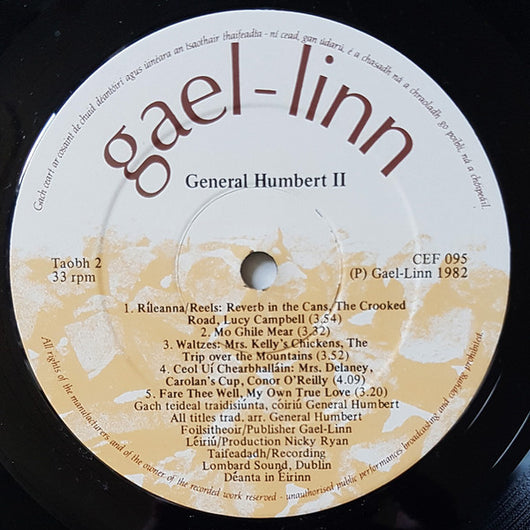 Gach ceart ar cosaint de chuid déantóirí agus úinéara an tsaothair thaifeadta - ní cead, gan údarú, é a chasadh ná a chraoladh go poiblí, ná a chóipeáil.
gael-linn
General Humbert II
Taobh 2
33 rpm
CEF 095
(P) Gael-Linn 1982
1. Ríleanna/Reels: Reverb in the Cans, The Crooked
Road, Lucy Campbell (3.54)
2. Mo Ghile Mear (3.32)
3. Waltzes: Mrs. Kelly's Chickens, The
Trip over the Mountains (3.52)
4. Ceol Uí Chearbhalláin: Mrs. Delaney,
Carolan's Cup, Conor O'Reilly (4.09)
5. Fare Thee Well, My Own True Love (3.20)
Gach teideal traidisiúnta, cóiriú General Humbert
All titles trad. arr. General Humbert
Foilsitheoir/Publisher Gael-Linn
Léiriú/Production Nicky Ryan
Taifeadadh/Recording
Lombard Sound, Dublin
Déanta in Éirinn
All rights of the manufacturers and of the owner of the recorded work reserved - unauthorised public performances broadcasting and copying prohibited.